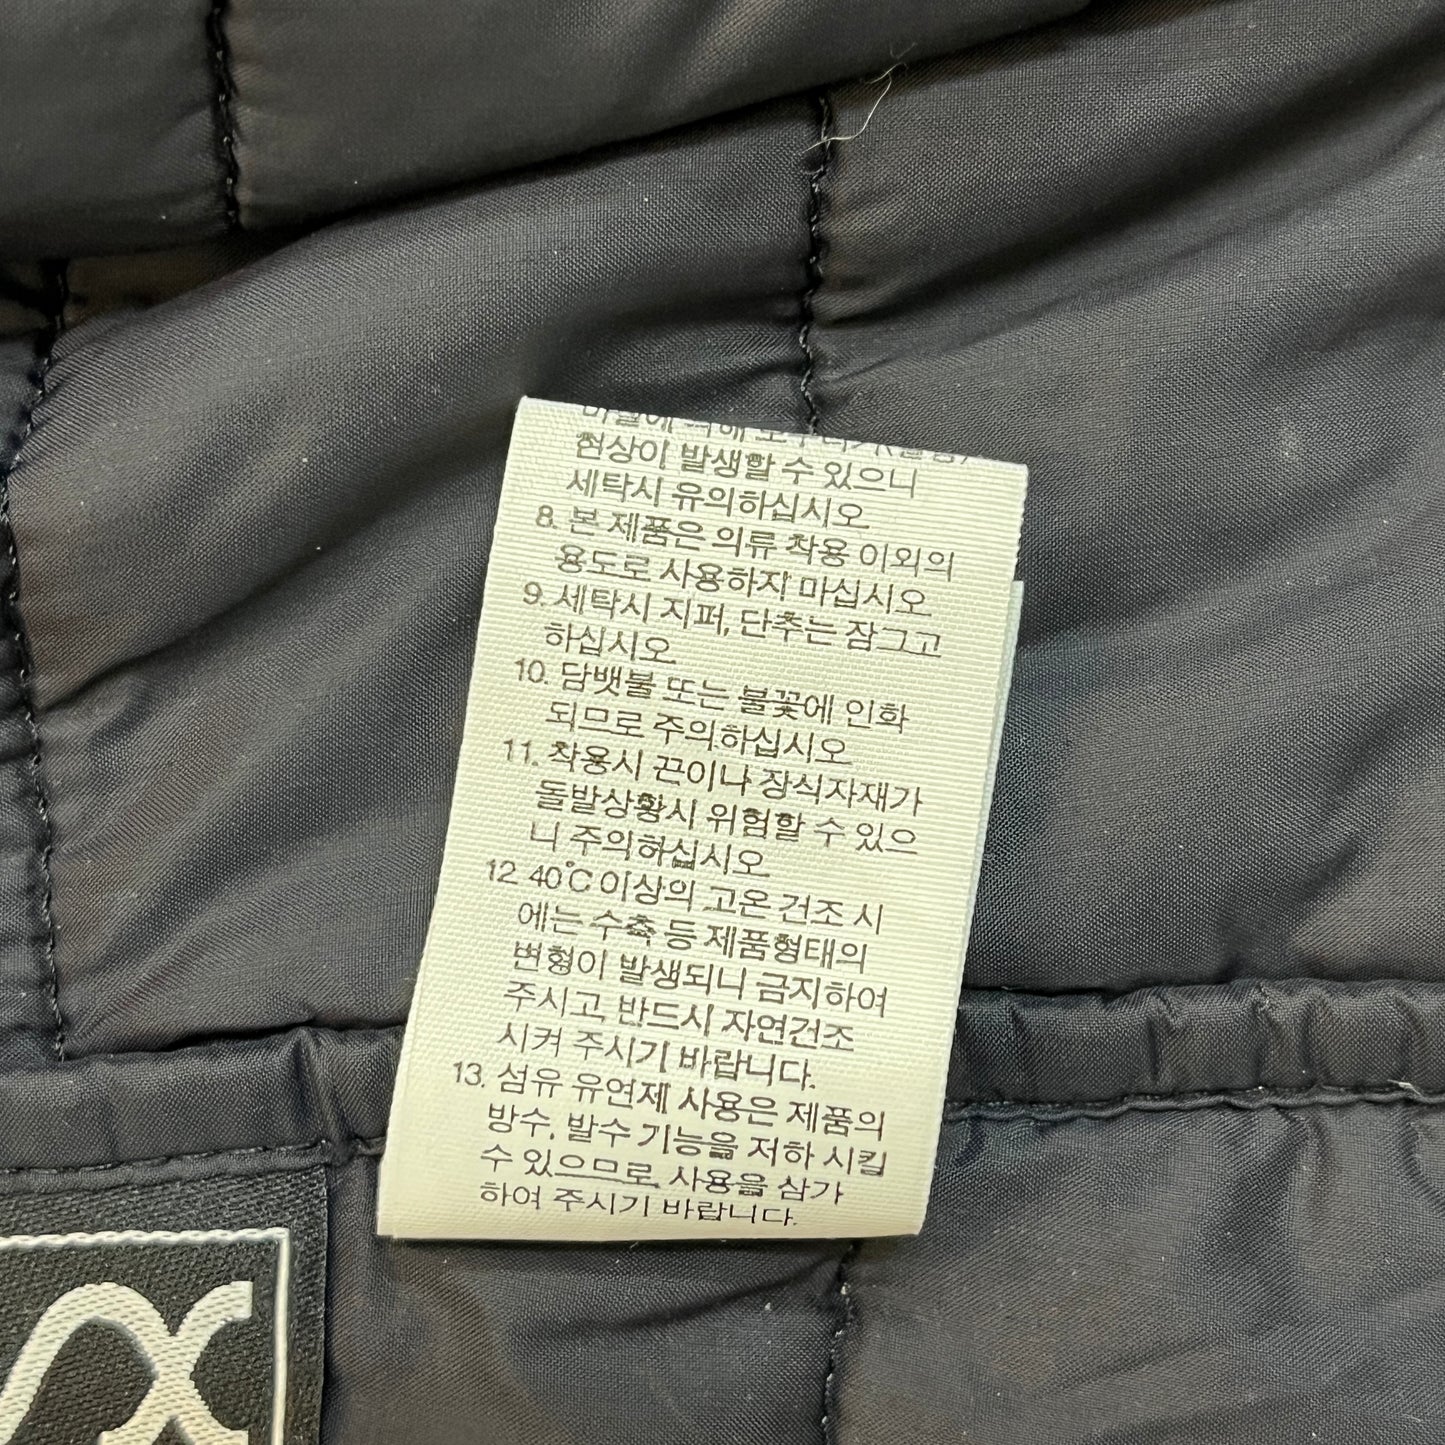 현상이 발생할 수 있으니
세탁시 유의하십시오.
8. 본 제품은 의류 착용 이외의
용도로 사용하지 마십시오.
9. 세탁시 지퍼, 단추는 잠그고
하십시오.
10. 담뱃불 또는 불꽃에 인화
되므로 주의하십시오.
11. 착용시 끈이나 장식자재가
돌발상황시 위험할 수 있으
니 주의하십시오.
12. 40°C 이상의 고온 건조 시
에는 수축 등 제품형태의
변형이 발생되니 금지하여
주시고, 반드시 자연건조
시켜 주시기 바랍니다.
13. 섬유 유연제 사용은 제품의
방수, 발수 기능을 저하 시킬
수 있으므로, 사용을 삼가
하여 주시기 바랍니다.